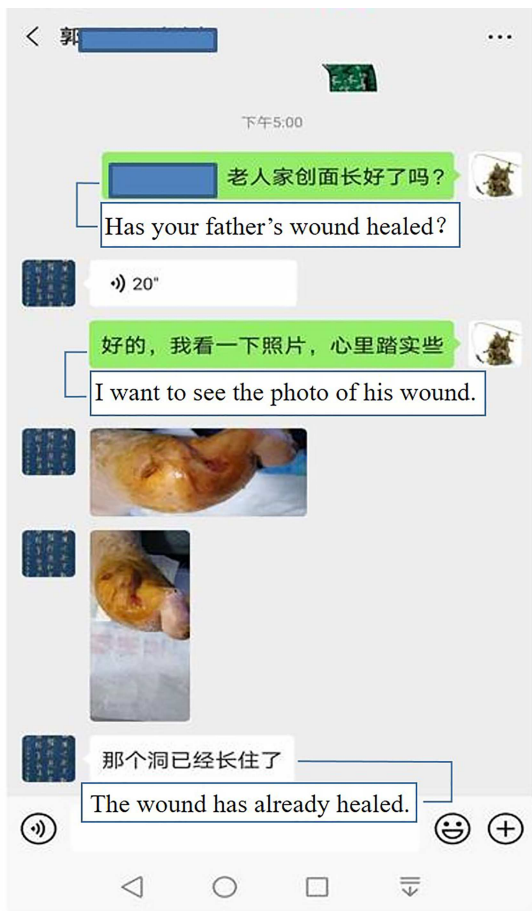 郭
下午5:00
老人家创面长好了吗？
Has your father’s wound healed？
20"
好的，我看一下照片，心里踏实些
I want to see the photo of his wound.
那个洞已经长住了
The wound has already healed.